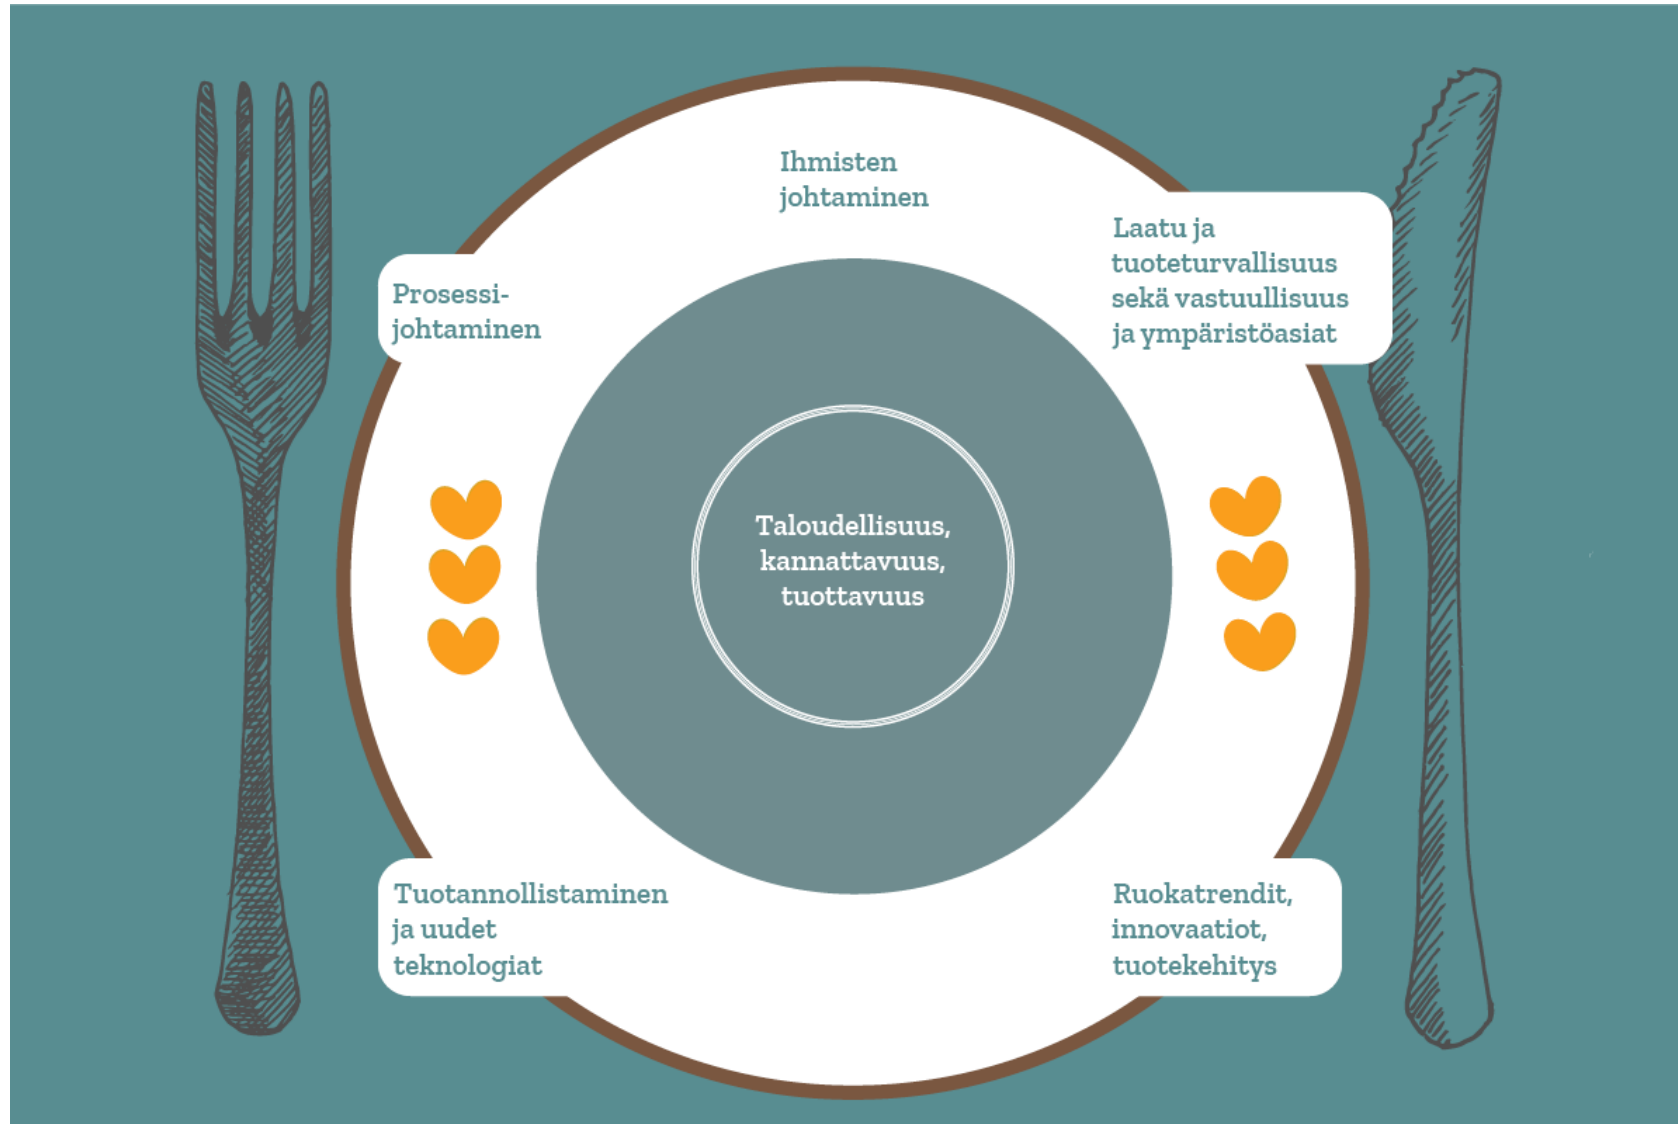 Ihmisten
johtaminen
Laatu ja
tuoteturvallisuus
sekä vastuullisuus
ja ympäristöasiat
Prosessi-
johtaminen
Taloudellisuus,
kannattavuus,
tuottavuus
Tuotannollistaminen
ja uudet
teknologiat
Ruokatrendit,
innovaatiot,
tuotekehitys